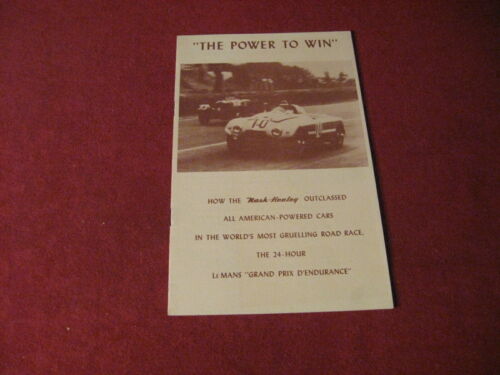 "THE POWER TO WIN"
10
HOW THE Nash-Healey OUTCLASSED
ALL AMERICAN-POWERED CARS
IN THE WORLD'S MOST GRUELLING ROAD RACE,
THE 24-HOUR
Le MANS "GRAND PRIX D'ENDURANCE"